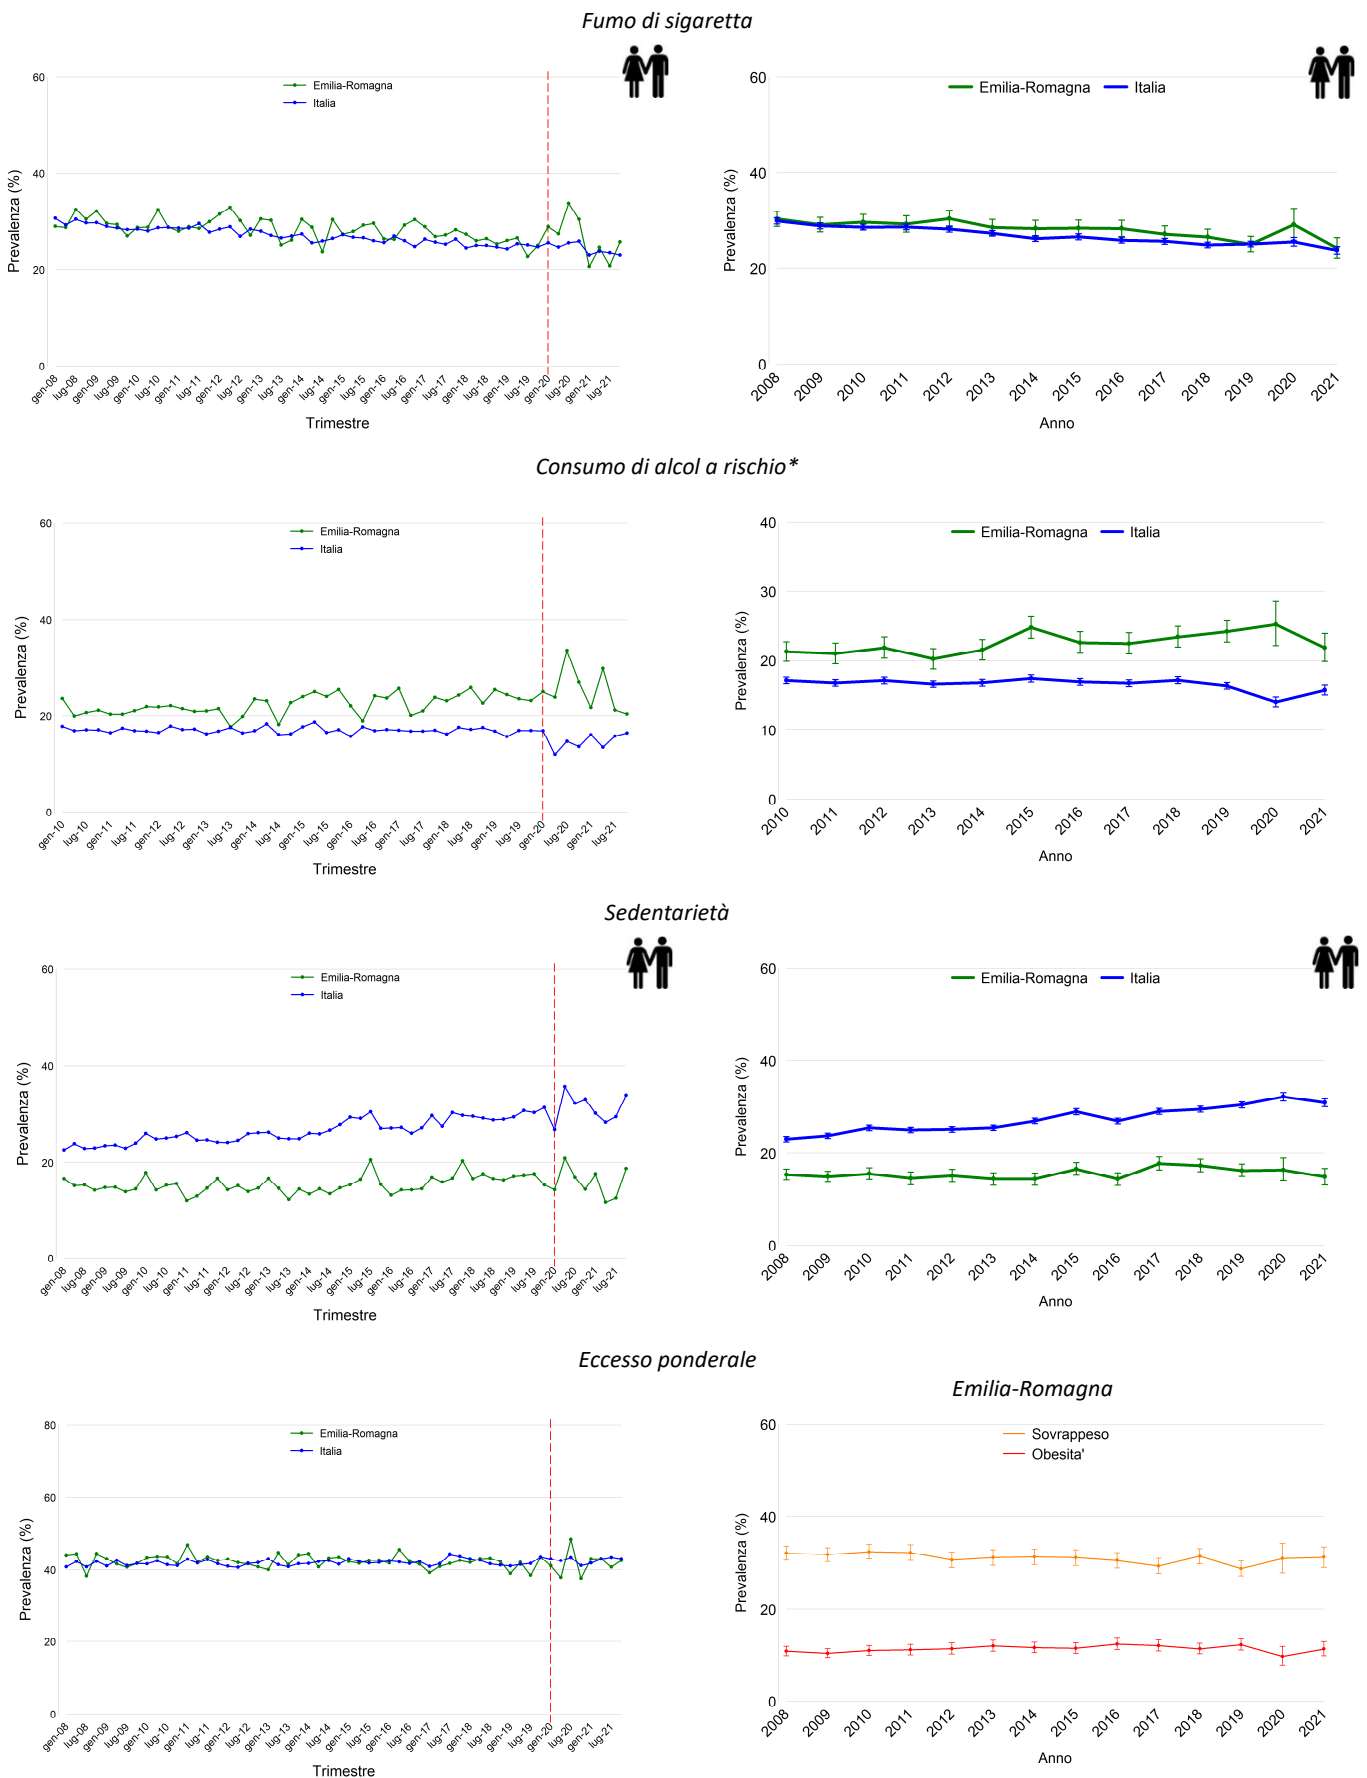 Fumo di sigaretta
60
40
20
0
Prevalenza (%)
Emilia-Romagna
Italia
gen-08 lug-08 gen-09 lug-09 gen-10 lug-10 gen-11 lug-11 gen-12 lug-12 gen-13 lug-13 gen-14 lug-14 gen-15 lug-15 gen-16 lug-16 gen-17 lug-17 gen-18 lug-18 gen-19 lug-19 gen-20 lug-20 gen-21 lug-21
Trimestre
60
40
20
0
Prevalenza (%)
Emilia-Romagna Italia
2008 2009 2010 2011 2012 2013 2014 2015 2016 2017 2018 2019 2020 2021
Anno
Consumo di alcol a rischio*
60
40
20
0
Prevalenza (%)
Emilia-Romagna
Italia
gen-10 lug-10 gen-11 lug-11 gen-12 lug-12 gen-13 lug-13 gen-14 lug-14 gen-15 lug-15 gen-16 lug-16 gen-17 lug-17 gen-18 lug-18 gen-19 lug-19 gen-20 lug-20 gen-21 lug-21
Trimestre
40
30
20
10
0
Prevalenza (%)
Emilia-Romagna Italia
2010 2011 2012 2013 2014 2015 2016 2017 2018 2019 2020 2021
Anno
Sedentarietà
60
40
20
0
Prevalenza (%)
Emilia-Romagna
Italia
gen-08 lug-08 gen-09 lug-09 gen-10 lug-10 gen-11 lug-11 gen-12 lug-12 gen-13 lug-13 gen-14 lug-14 gen-15 lug-15 gen-16 lug-16 gen-17 lug-17 gen-18 lug-18 gen-19 lug-19 gen-20 lug-20 gen-21 lug-21
Trimestre
60
40
20
0
Prevalenza (%)
Emilia-Romagna Italia
2008 2009 2010 2011 2012 2013 2014 2015 2016 2017 2018 2019 2020 2021
Anno
Eccesso ponderale
80
60
40
20
0
Prevalenza (%)
Emilia-Romagna
Italia
gen-08 lug-08 gen-09 lug-09 gen-10 lug-10 gen-11 lug-11 gen-12 lug-12 gen-13 lug-13 gen-14 lug-14 gen-15 lug-15 gen-16 lug-16 gen-17 lug-17 gen-18 lug-18 gen-19 lug-19 gen-20 lug-20 gen-21 lug-21
Trimestre
Emilia-Romagna
60
40
20
0
Prevalenza (%)
Sovrappeso
Obesita'
2008 2009 2010 2011 2012 2013 2014 2015 2016 2017 2018 2019 2020 2021
Anno